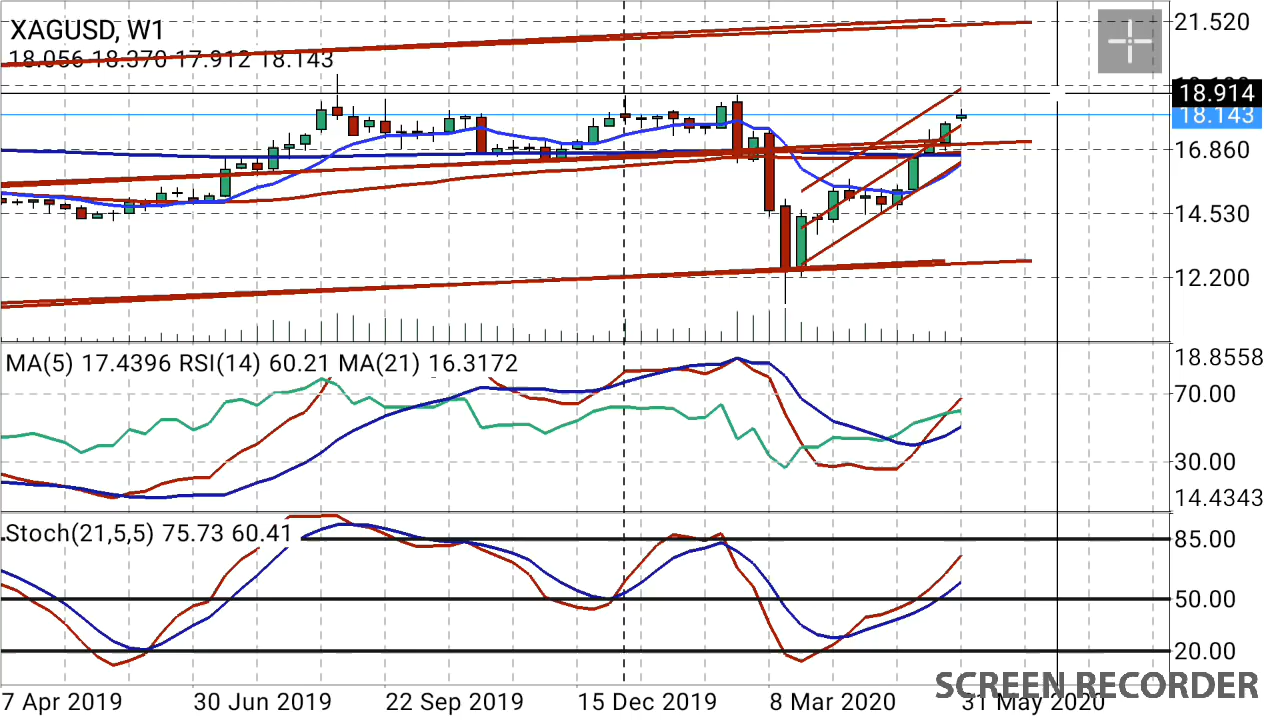 XAGUSD, W1
18.056 18.370 17.912 18.143
21.520
18.914
18.143
16.860
14.530
12.200
MA(5) 17.4396 RSI(14) 60.21 MA(21) 16.3172
18.8558
70.00
30.00
14.4343
Stoch(21,5,5) 75.73 60.41
85.00
50.00
20.00
7 Apr 2019 30 Jun 2019 22 Sep 2019 15 Dec 2019 8 Mar 2020 31 May 2020
SCREEN RECORDER